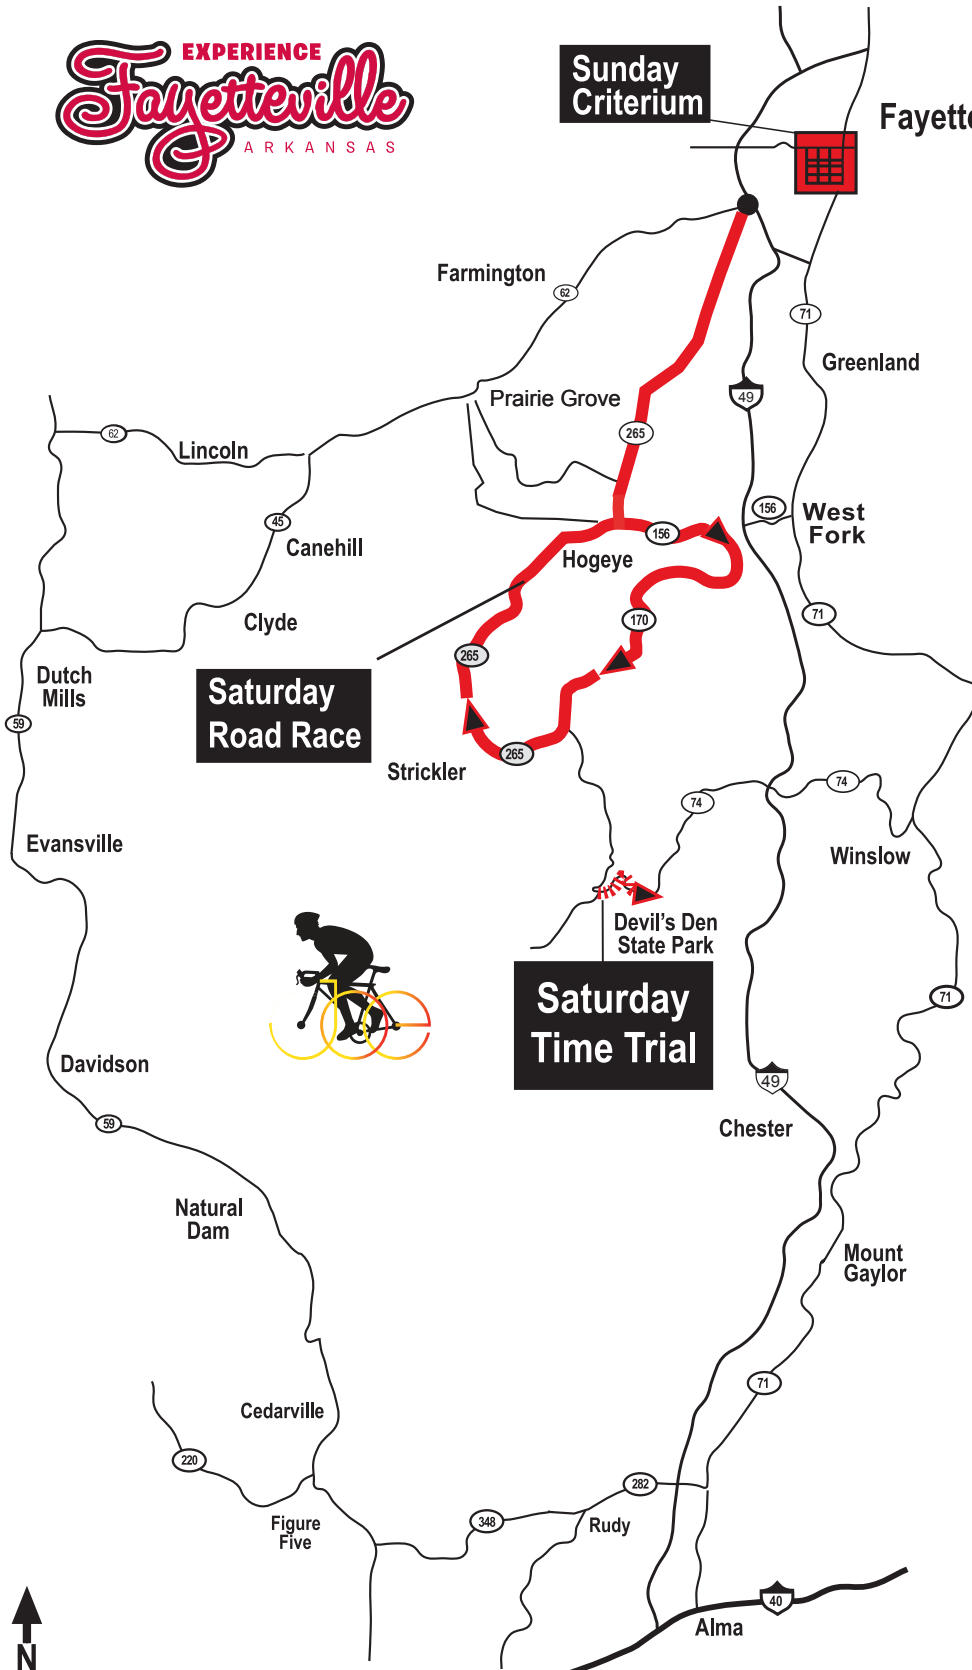 EXPERIENCE
Fayetteville
ARKANSAS
Sunday
Criterium
Fayette
Farmington
62
71
Greenland
49
Prairie Grove
265
62
Lincoln
45
Canehill
156
West
Fork
156
Hogeye
Clyde
170
71
265
Dutch
Mills
Saturday
Road Race
59
265
Strickler
74
74
Evansville
Winslow
Devil's Den
State Park
Saturday
Time Trial
71
Davidson
49
59
Chester
Natural
Dam
Mount
Gaylor
71
Cedarville
220
282
348
Figure
Five
Rudy
40
Alma
N